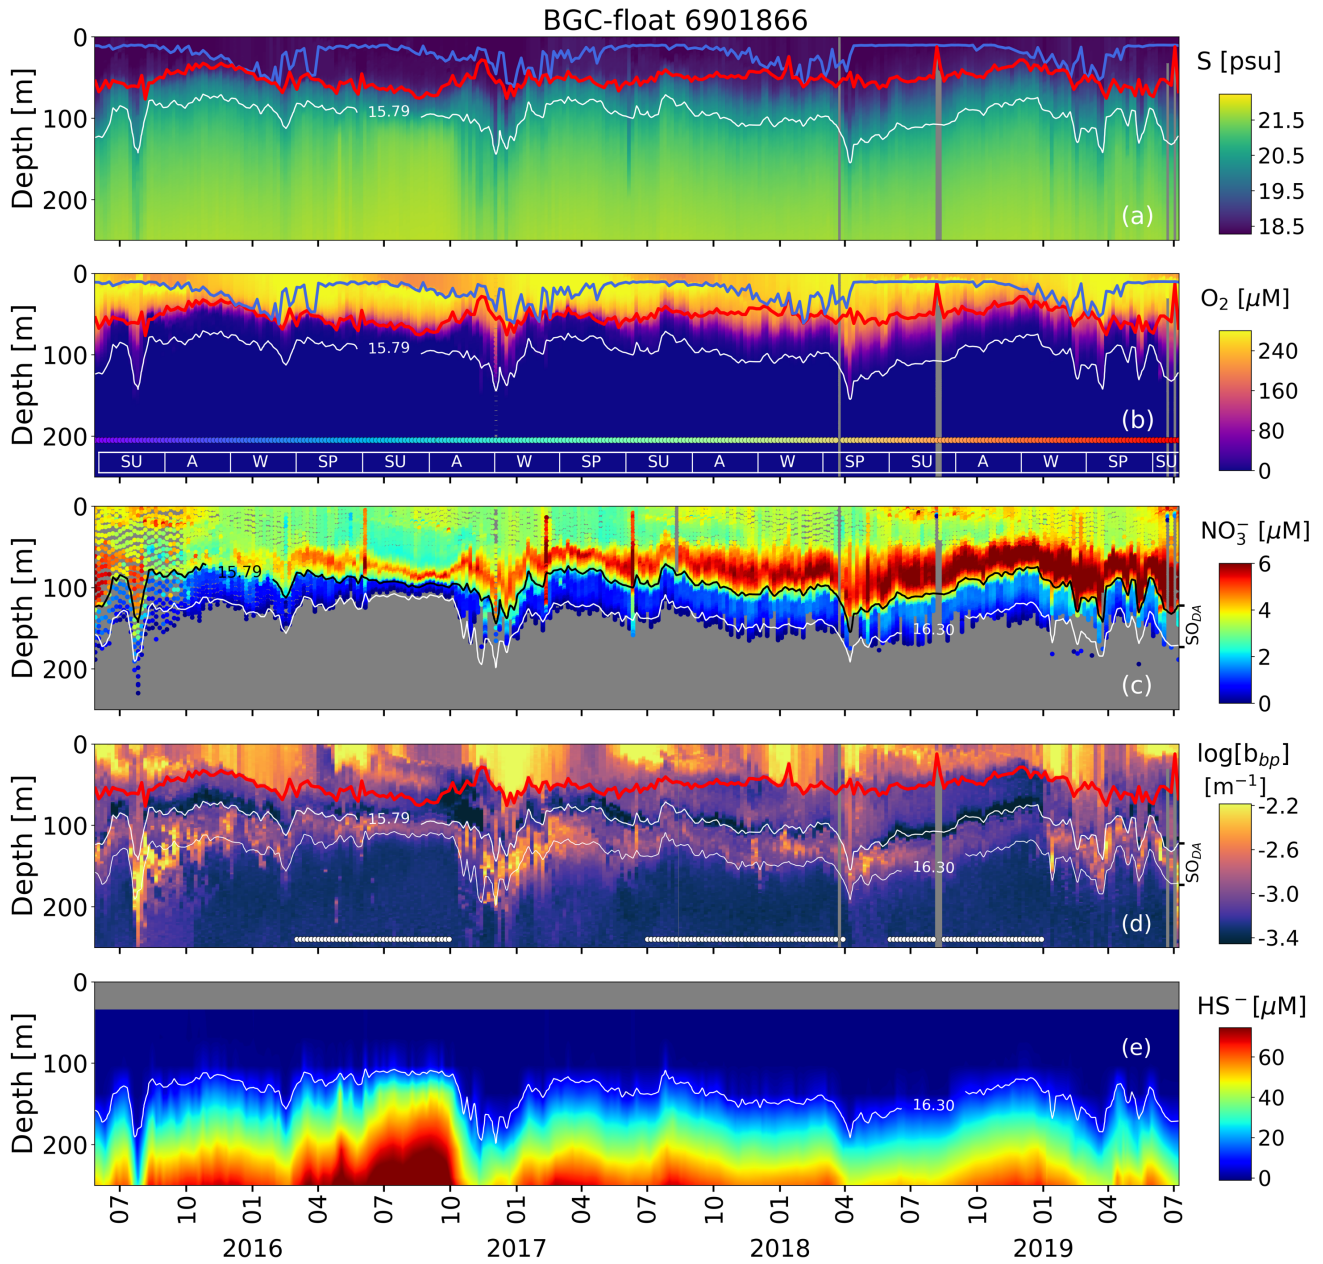 BGC-float 6901866
0
100
200
Depth [m]
15.79
(a)
S [psu]
21.5
20.5
19.5
18.5
0
100
200
Depth [m]
15.79
(b)
SU A W SP SU A W SP SU A W SP SU A W SP SU
O₂ [μM]
240
160
80
0
0
100
200
Depth [m]
15.79
16.30
(c)
SO_DA
NO₃⁻ [μM]
6
4
2
0
0
100
200
Depth [m]
15.79
16.30
(d)
SO_DA
log[b_bp]
[m⁻¹]
-2.2
-2.6
-3.0
-3.4
0
100
200
Depth [m]
16.30
(e)
HS⁻[μM]
60
40
20
0
07 10 01 04 07 10 01 04 07 10 01 04 07 10 01 04 07
2016 2017 2018 2019